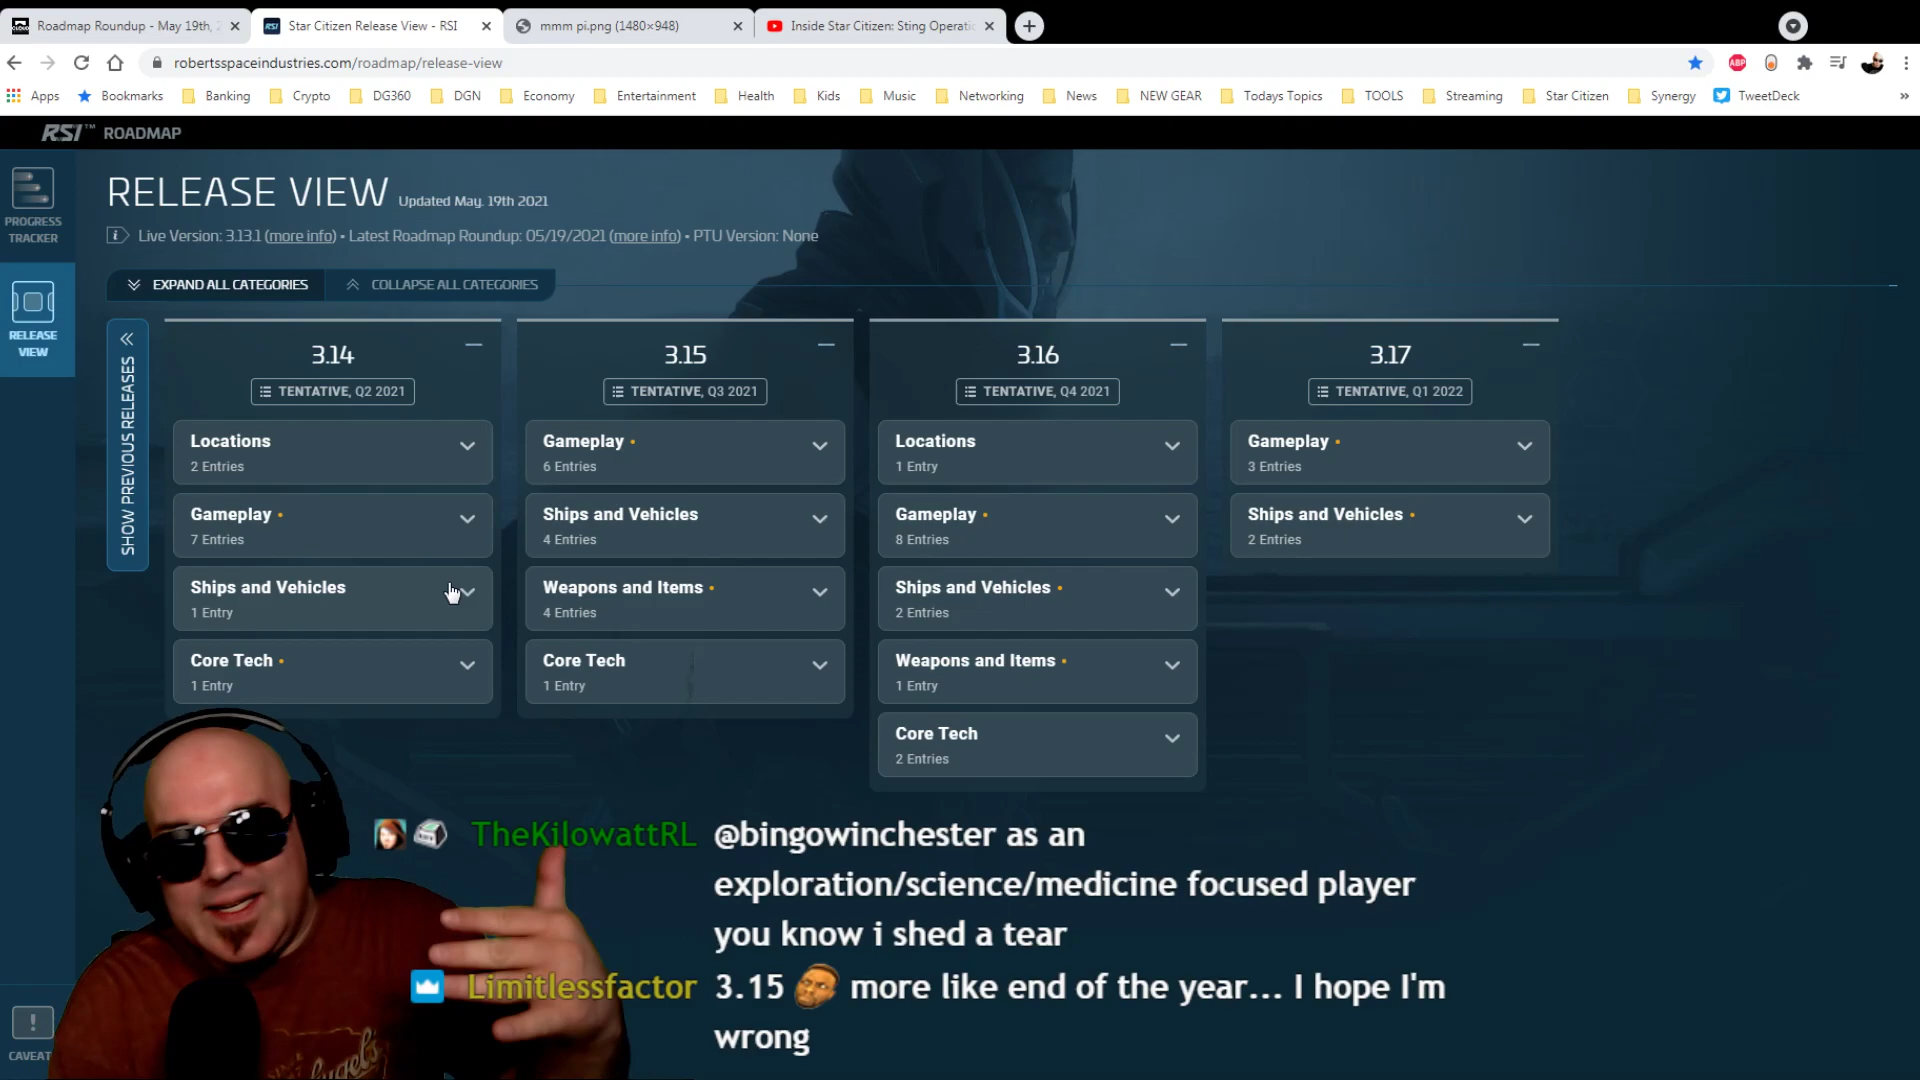 Roadmap Roundup - May 19th, 2
Star Citizen Release View - RSI
mmm pi.png (1480×948)
Inside Star Citizen: Sting Operatio
robertsspaceindustries.com/roadmap/release-view
ABP
Apps
Bookmarks
Banking
Crypto
DG360
DGN
Economy
Entertainment
Health
Kids
Music
Networking
News
NEW GEAR
Todays Topics
TOOLS
Streaming
Star Citizen
Synergy
TweetDeck
»
RSI™ ROADMAP
PROGRESS
TRACKER
RELEASE
VIEW
RELEASE VIEW Updated May. 19th 2021
Live Version: 3.13.1 (more info) • Latest Roadmap Roundup: 05/19/2021 (more info) • PTU Version: None
EXPAND ALL CATEGORIES
COLLAPSE ALL CATEGORIES
SHOW PREVIOUS RELEASES
3.14
TENTATIVE, Q2 2021
Locations
2 Entries
Gameplay •
7 Entries
Ships and Vehicles
1 Entry
Core Tech •
1 Entry
3.15
TENTATIVE, Q3 2021
Gameplay •
6 Entries
Ships and Vehicles
4 Entries
Weapons and Items •
4 Entries
Core Tech
1 Entry
3.16
TENTATIVE, Q4 2021
Locations
1 Entry
Gameplay •
8 Entries
Ships and Vehicles •
2 Entries
Weapons and Items •
1 Entry
Core Tech
2 Entries
3.17
TENTATIVE, Q1 2022
Gameplay •
3 Entries
Ships and Vehicles •
2 Entries
TheKilowattRL @bingowinchester as an
exploration/science/medicine focused player
you know i shed a tear
Limitlessfactor 3.15 more like end of the year... I hope I'm
wrong
CAVEAT